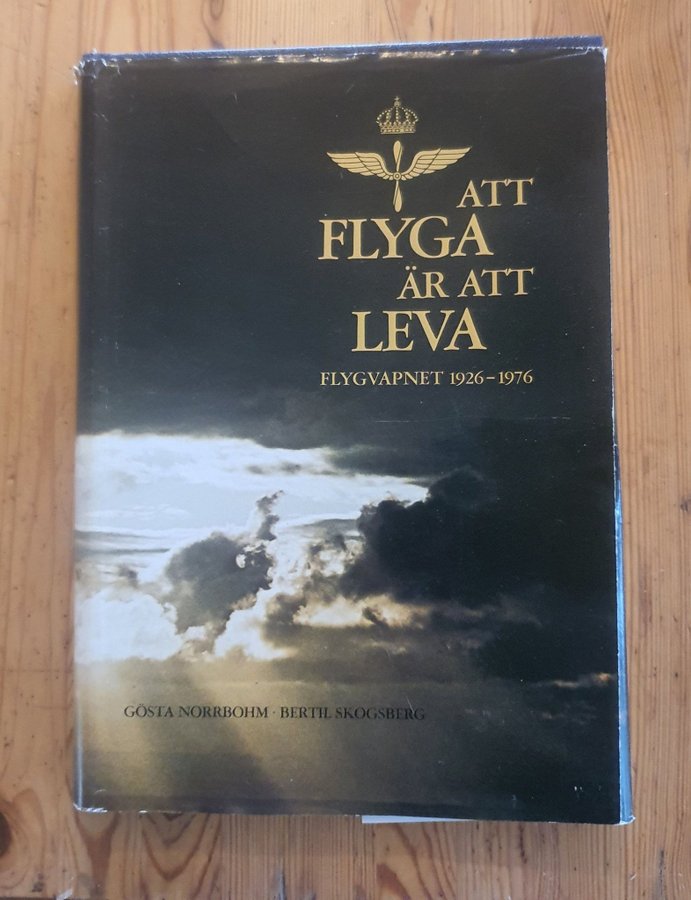 ATT
FLYGA
ÄR ATT
LEVA
FLYGVAPNET 1926–1976
GÖSTA NORRBOHM · BERTIL SKOGSBERG